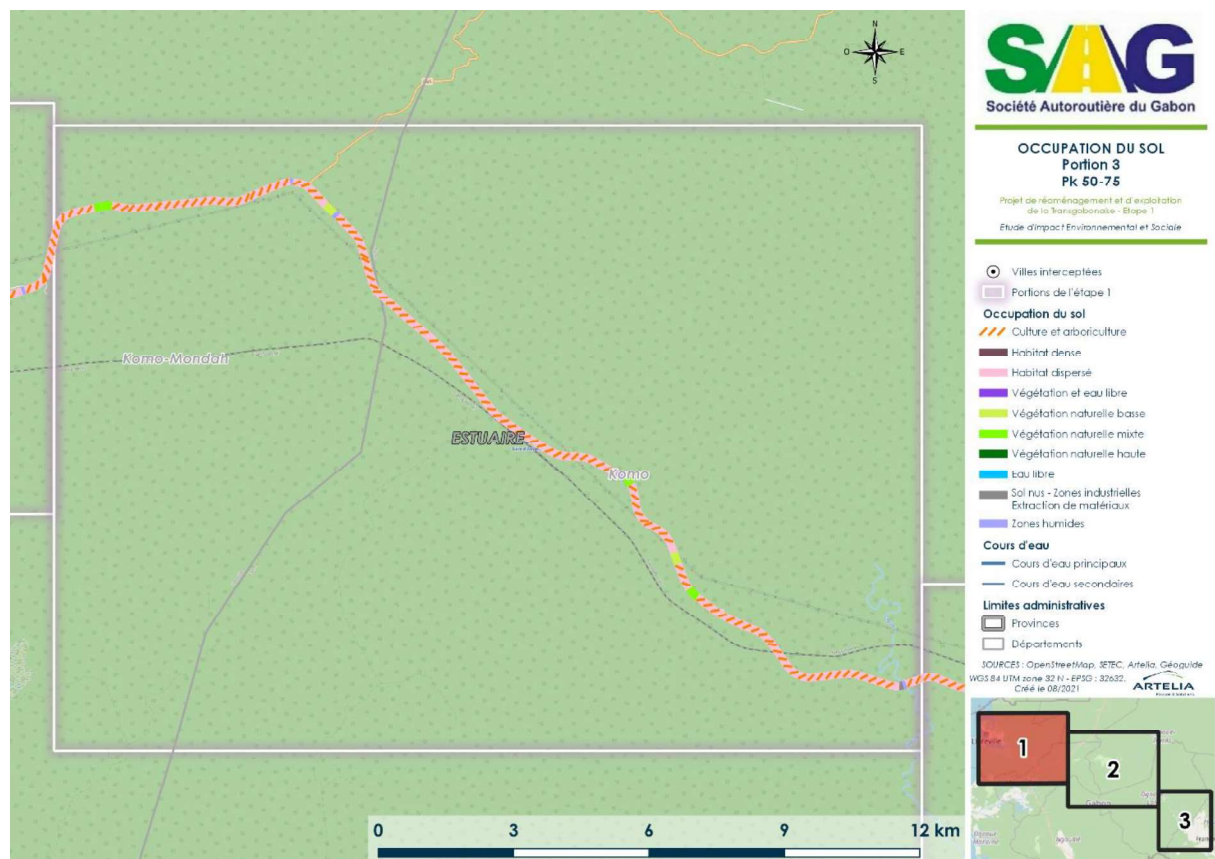 N
O
E
S
Komo-Mondah
ESTUAIRE
Komo
0
3
6
9
12 km
SAG
Société Autoroutière du Gabon
OCCUPATION DU SOL
Portion 3
Pk 50-75
Projet de réaménagement et d'exploitation
de la Transgabonaise - Etape 1
Etude d'Impact Environnemental et Sociale
Villes interceptées
Portions de l'étape 1
Occupation du sol
Culture et arboriculture
Habitat dense
Habitat dispersé
Végétation et eau libre
Végétation naturelle basse
Végétation naturelle mixte
Végétation naturelle haute
Eau libre
Sol nus - Zones industrielles
Extraction de matériaux
Zones humides
Cours d'eau
Cours d'eau principaux
Cours d'eau secondaires
Limites administratives
Provinces
Départements
SOURCES : OpenStreetMap, SETEC, Artelia, Géoguide
WGS 84 UTM zone 32 N - EPSG : 32632.
Créé le 08/2021
ARTELIA
1
2
3